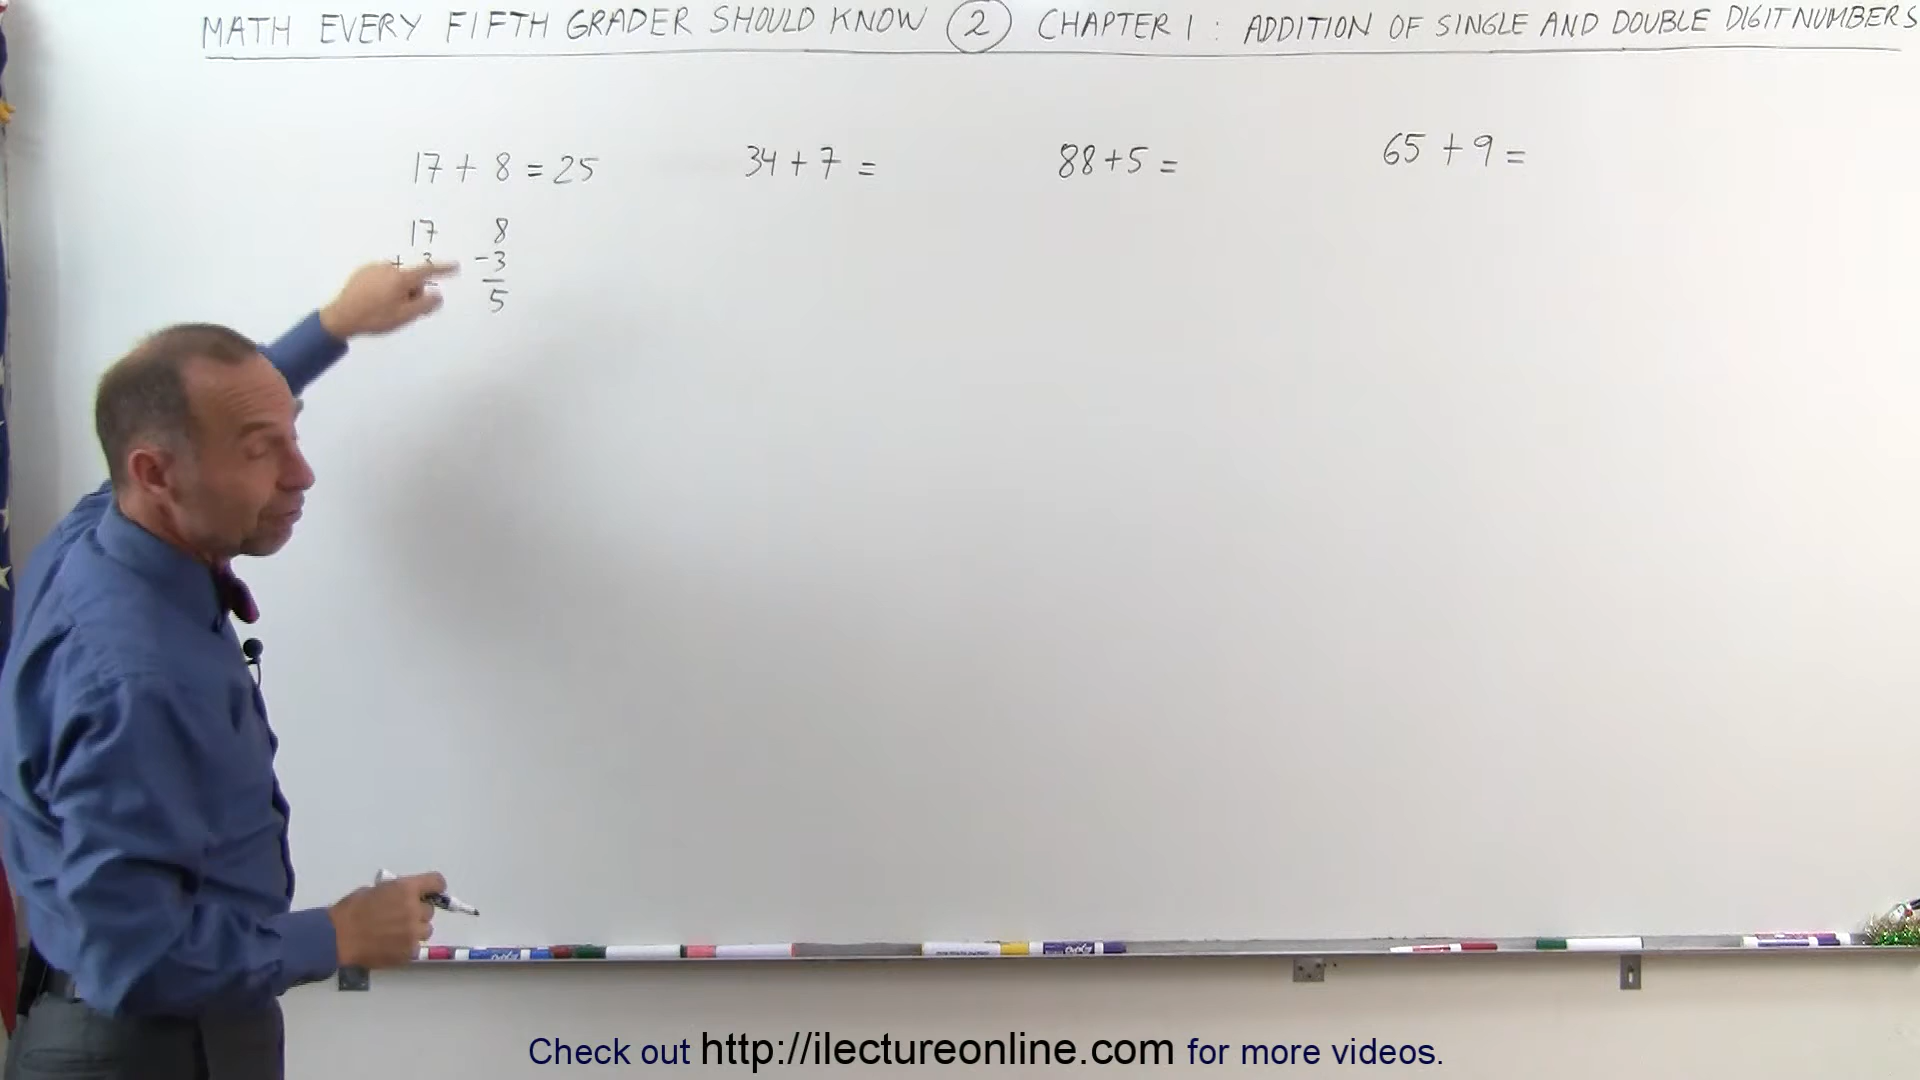 MATH EVERY FIFTH GRADER SHOULD KNOW 2 CHAPTER 1 : ADDITION OF SINGLE AND DOUBLE DIGIT NUMBERS
17 + 8 = 25
34 + 7 =
88 + 5 =
65 + 9 =
17 8
+ 3 - 3
5
Check out http://ilectureonline.com for more videos.